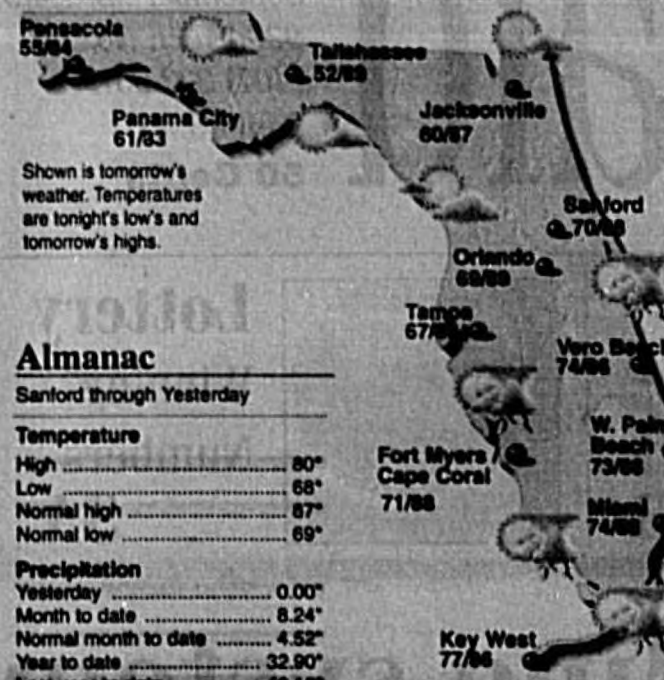 Pensacola
55/84
Tallahassee
Panama City
61/83
Jacksonville
60/87
Shown is tomorrow's
weather. Temperatures
are tonight's low's and
tomorrow's highs.
Sanford
Orlando
Tampa
Vero Beach
Almanac
Sanford through Yesterday
Temperature
High 80°
Low 68°
Normal high 87°
Normal low 69°
W. Palm
Beach
Fort Myers
Cape Coral
71/88
Miami
Precipitation
Yesterday 0.00"
Month to date 8.24"
Normal month to date 4.52"
Year to date 32.90"
Key West